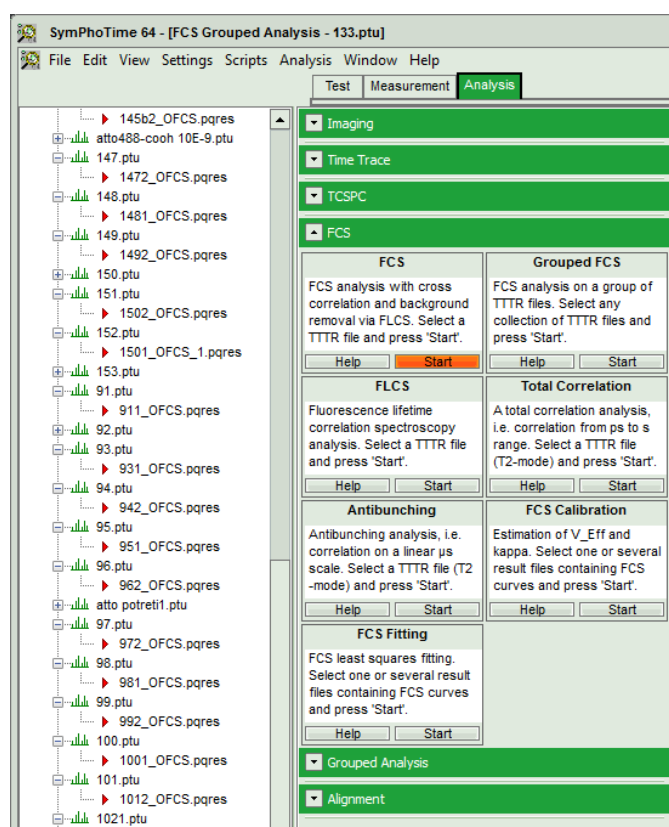 SymPhoTime 64 - [FCS Grouped Analysis - 133.ptu]
File Edit View Settings Scripts Analysis Window Help
Test Measurement Analysis
145b2_OFCS.pqres
atto488-cooh 10E-9.ptu
147.ptu
1472_OFCS.pqres
148.ptu
1481_OFCS.pqres
149.ptu
1492_OFCS.pqres
150.ptu
151.ptu
1502_OFCS.pqres
152.ptu
1501_OFCS_1.pqres
153.ptu
91.ptu
911_OFCS.pqres
92.ptu
93.ptu
931_OFCS.pqres
94.ptu
942_OFCS.pqres
95.ptu
951_OFCS.pqres
96.ptu
962_OFCS.pqres
atto potreti1.ptu
97.ptu
972_OFCS.pqres
98.ptu
981_OFCS.pqres
99.ptu
992_OFCS.pqres
100.ptu
1001_OFCS.pqres
101.ptu
1012_OFCS.pqres
1021.ptu
Imaging
Time Trace
TCSPC
FCS
FCS
FCS analysis with cross
correlation and background
removal via FLCS. Select a
TTTR file and press 'Start'.
Help Start
Grouped FCS
FCS analysis on a group of
TTTR files. Select any
collection of TTTR files and
press 'Start'.
Help Start
FLCS
Fluorescence lifetime
correlation spectroscopy
analysis. Select a TTTR file
and press 'Start'.
Help Start
Total Correlation
A total correlation analysis,
i.e. correlation from ps to s
range. Select a TTTR file
(T2-mode) and press 'Start'.
Help Start
Antibunching
Antibunching analysis, i.e.
correlation on a linear µs
scale. Select a TTTR file (T2
-mode) and press 'Start'.
Help Start
FCS Calibration
Estimation of V_Eff and
kappa. Select one or several
result files containing FCS
curves and press 'Start'.
Help Start
FCS Fitting
FCS least squares fitting.
Select one or several result
files containing FCS curves
and press 'Start'.
Help Start
Grouped Analysis
Alignment